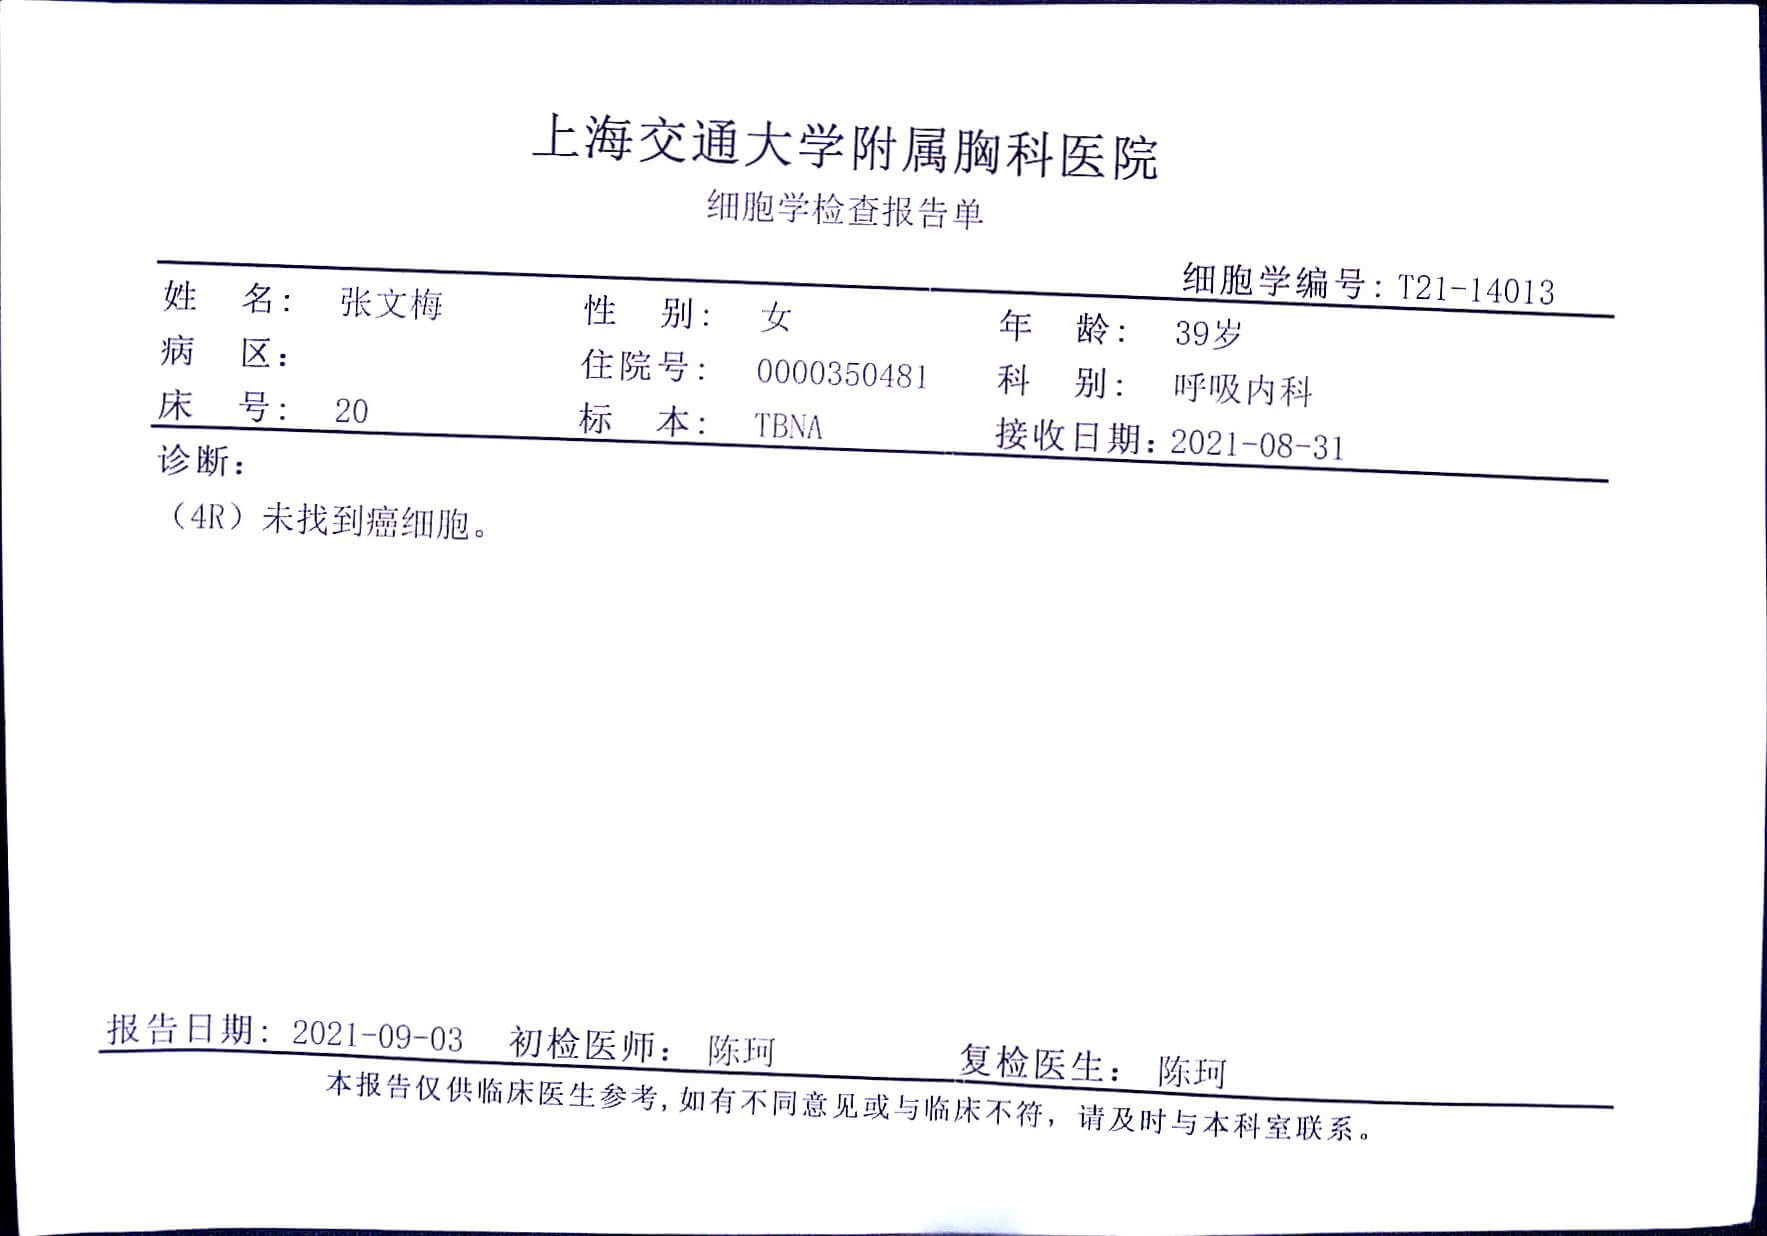 上海交通大学附属胸科医院
细胞学检查报告单
细胞学编号: T21-14013
姓 名: 张文梅 性 别: 女 年 龄: 39岁
病 区: 住院号: 0000350481 科 别: 呼吸内科
床 号: 20 标 本: TBNA 接收日期: 2021-08-31
诊断:
（4R）未找到癌细胞。
报告日期: 2021-09-03 初检医师: 陈珂 复检医生: 陈珂
本报告仅供临床医生参考, 如有不同意见或与临床不符, 请及时与本科室联系。